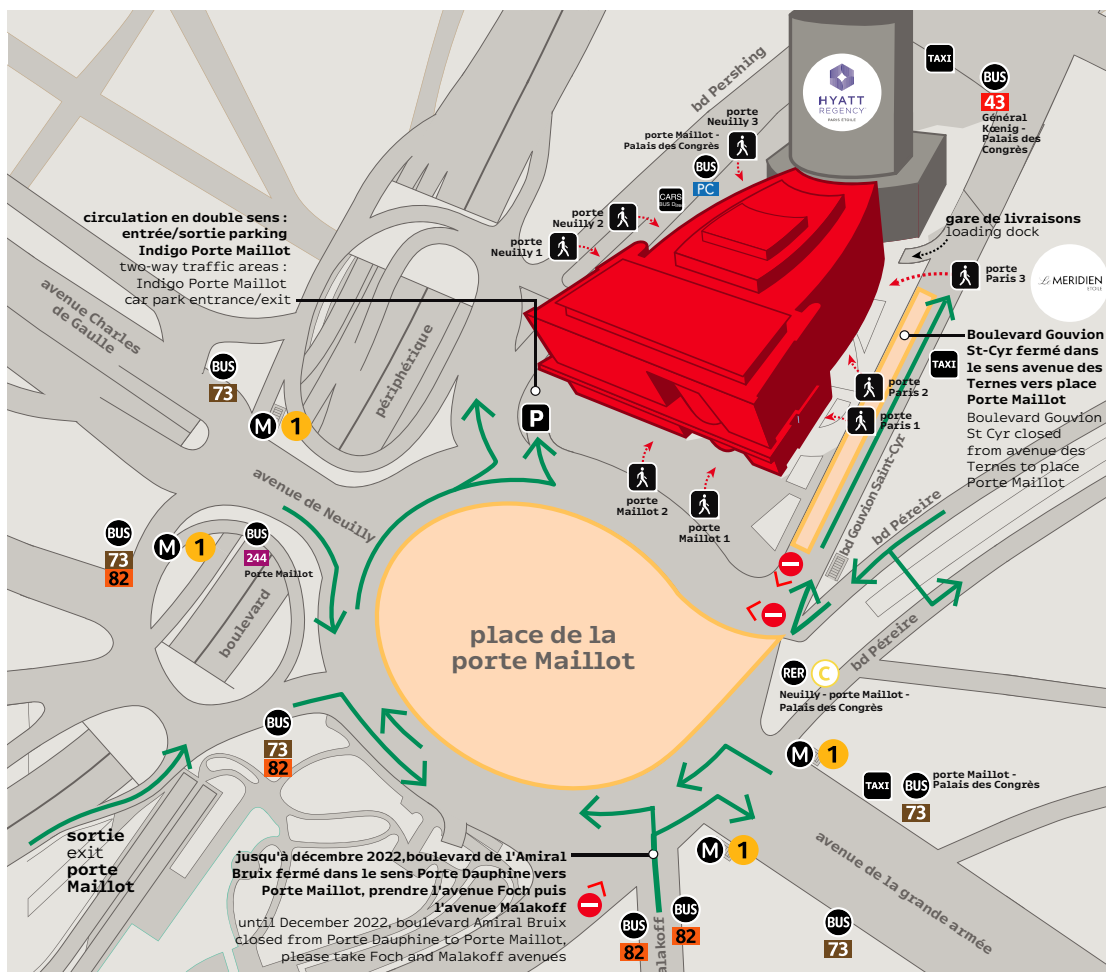 bd Pershing
HYATT
REGENCY
PARIS ETOILE
TAXI
BUS
43
Général
Kœnig -
Palais des
Congrès
porte
Neuilly 3
porte Maillot -
Palais des Congrès
BUS
PC
CARS
porte
Neuilly 2
porte
Neuilly 1
circulation en double sens :
entrée/sortie parking
Indigo Porte Maillot
two-way traffic areas :
Indigo Porte Maillot
car park entrance/exit
gare de livraisons
loading dock
porte
Paris 3
Le MERIDIEN
ETOILE
avenue Charles
de Gaulle
périphérique
Boulevard Gouvion
St-Cyr fermé dans
le sens avenue des
Ternes vers place
Porte Maillot
Boulevard Gouvion
St Cyr closed
from avenue des
Ternes to place
Porte Maillot
TAXI
BUS
73
M 1
P
porte
Paris 2
porte
Paris 1
porte
Maillot 2
porte
Maillot 1
avenue de Neuilly
bd Gouvion Saint-Cyr
bd Péreire
BUS
73
82
M 1
BUS
244
Porte Maillot
boulevard
place de la
porte Maillot
bd Péreire
RER C
Neuilly - porte Maillot -
Palais des Congrès
BUS
73
82
M 1
TAXI
BUS
73
porte Maillot -
Palais des Congrès
sortie
exit
porte
Maillot
jusqu'à décembre 2022,boulevard de l'Amiral
Bruix fermé dans le sens Porte Dauphine vers
Porte Maillot, prendre l'avenue Foch puis
l'avenue Malakoff
until December 2022, boulevard Amiral Bruix
closed from Porte Dauphine to Porte Maillot,
please take Foch and Malakoff avenues
M 1
avenue de la grande armée
BUS
82
BUS
82
alakoff
BUS
73